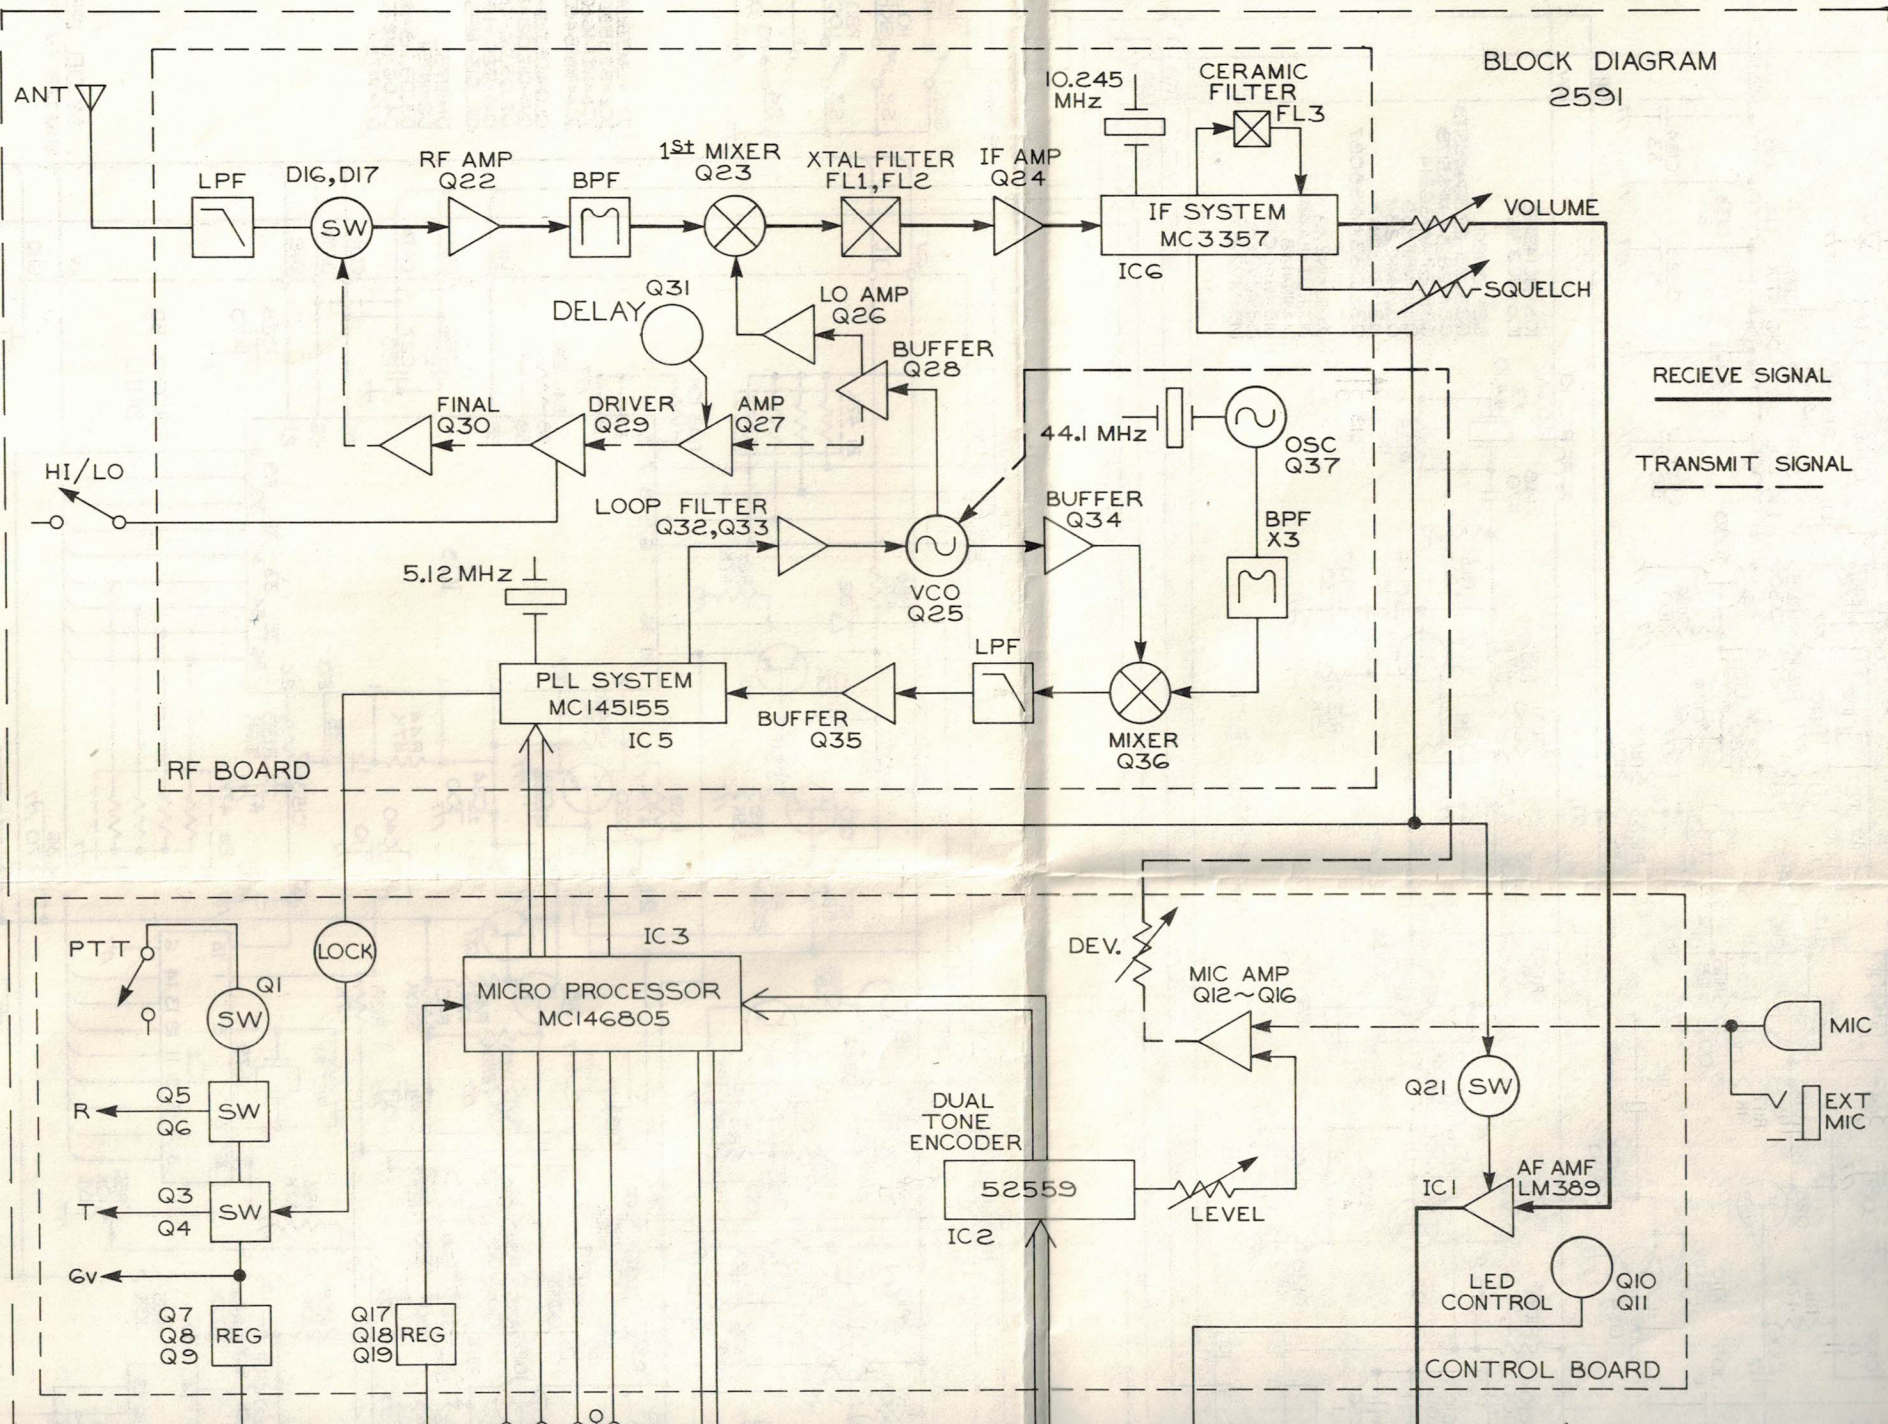 BLOCK DIAGRAM
2591
ANT
LPF
D16,D17
SW
RF AMP
Q22
BPF
1St MIXER
Q23
XTAL FILTER
FL1,FL2
IF AMP
Q24
10.245
MHz
CERAMIC
FILTER
FL3
IF SYSTEM
MC3357
IC6
VOLUME
SQUELCH
Q31
DELAY
LO AMP
Q26
BUFFER
Q28
RECIEVE SIGNAL
TRANSMIT SIGNAL
FINAL
Q30
DRIVER
Q29
AMP
Q27
44.1 MHz
OSC
Q37
HI/LO
LOOP FILTER
Q32,Q33
BUFFER
Q34
BPF
X3
5.12MHz
VCO
Q25
LPF
PLL SYSTEM
MC145155
IC5
BUFFER
Q35
MIXER
Q36
RF BOARD
PTT
LOCK
IC3
DEV.
Q1
SW
MICRO PROCESSOR
MC146805
MIC AMP
Q12~Q16
MIC
R
Q5
Q6
SW
Q21
SW
EXT
MIC
DUAL
TONE
ENCODER
T
Q3
Q4
SW
52559
IC2
LEVEL
IC1
AF AMF
LM389
6v
Q7
Q8
Q9
REG
Q17
Q18
Q19
REG
LED
CONTROL
Q10
Q11
CONTROL BOARD